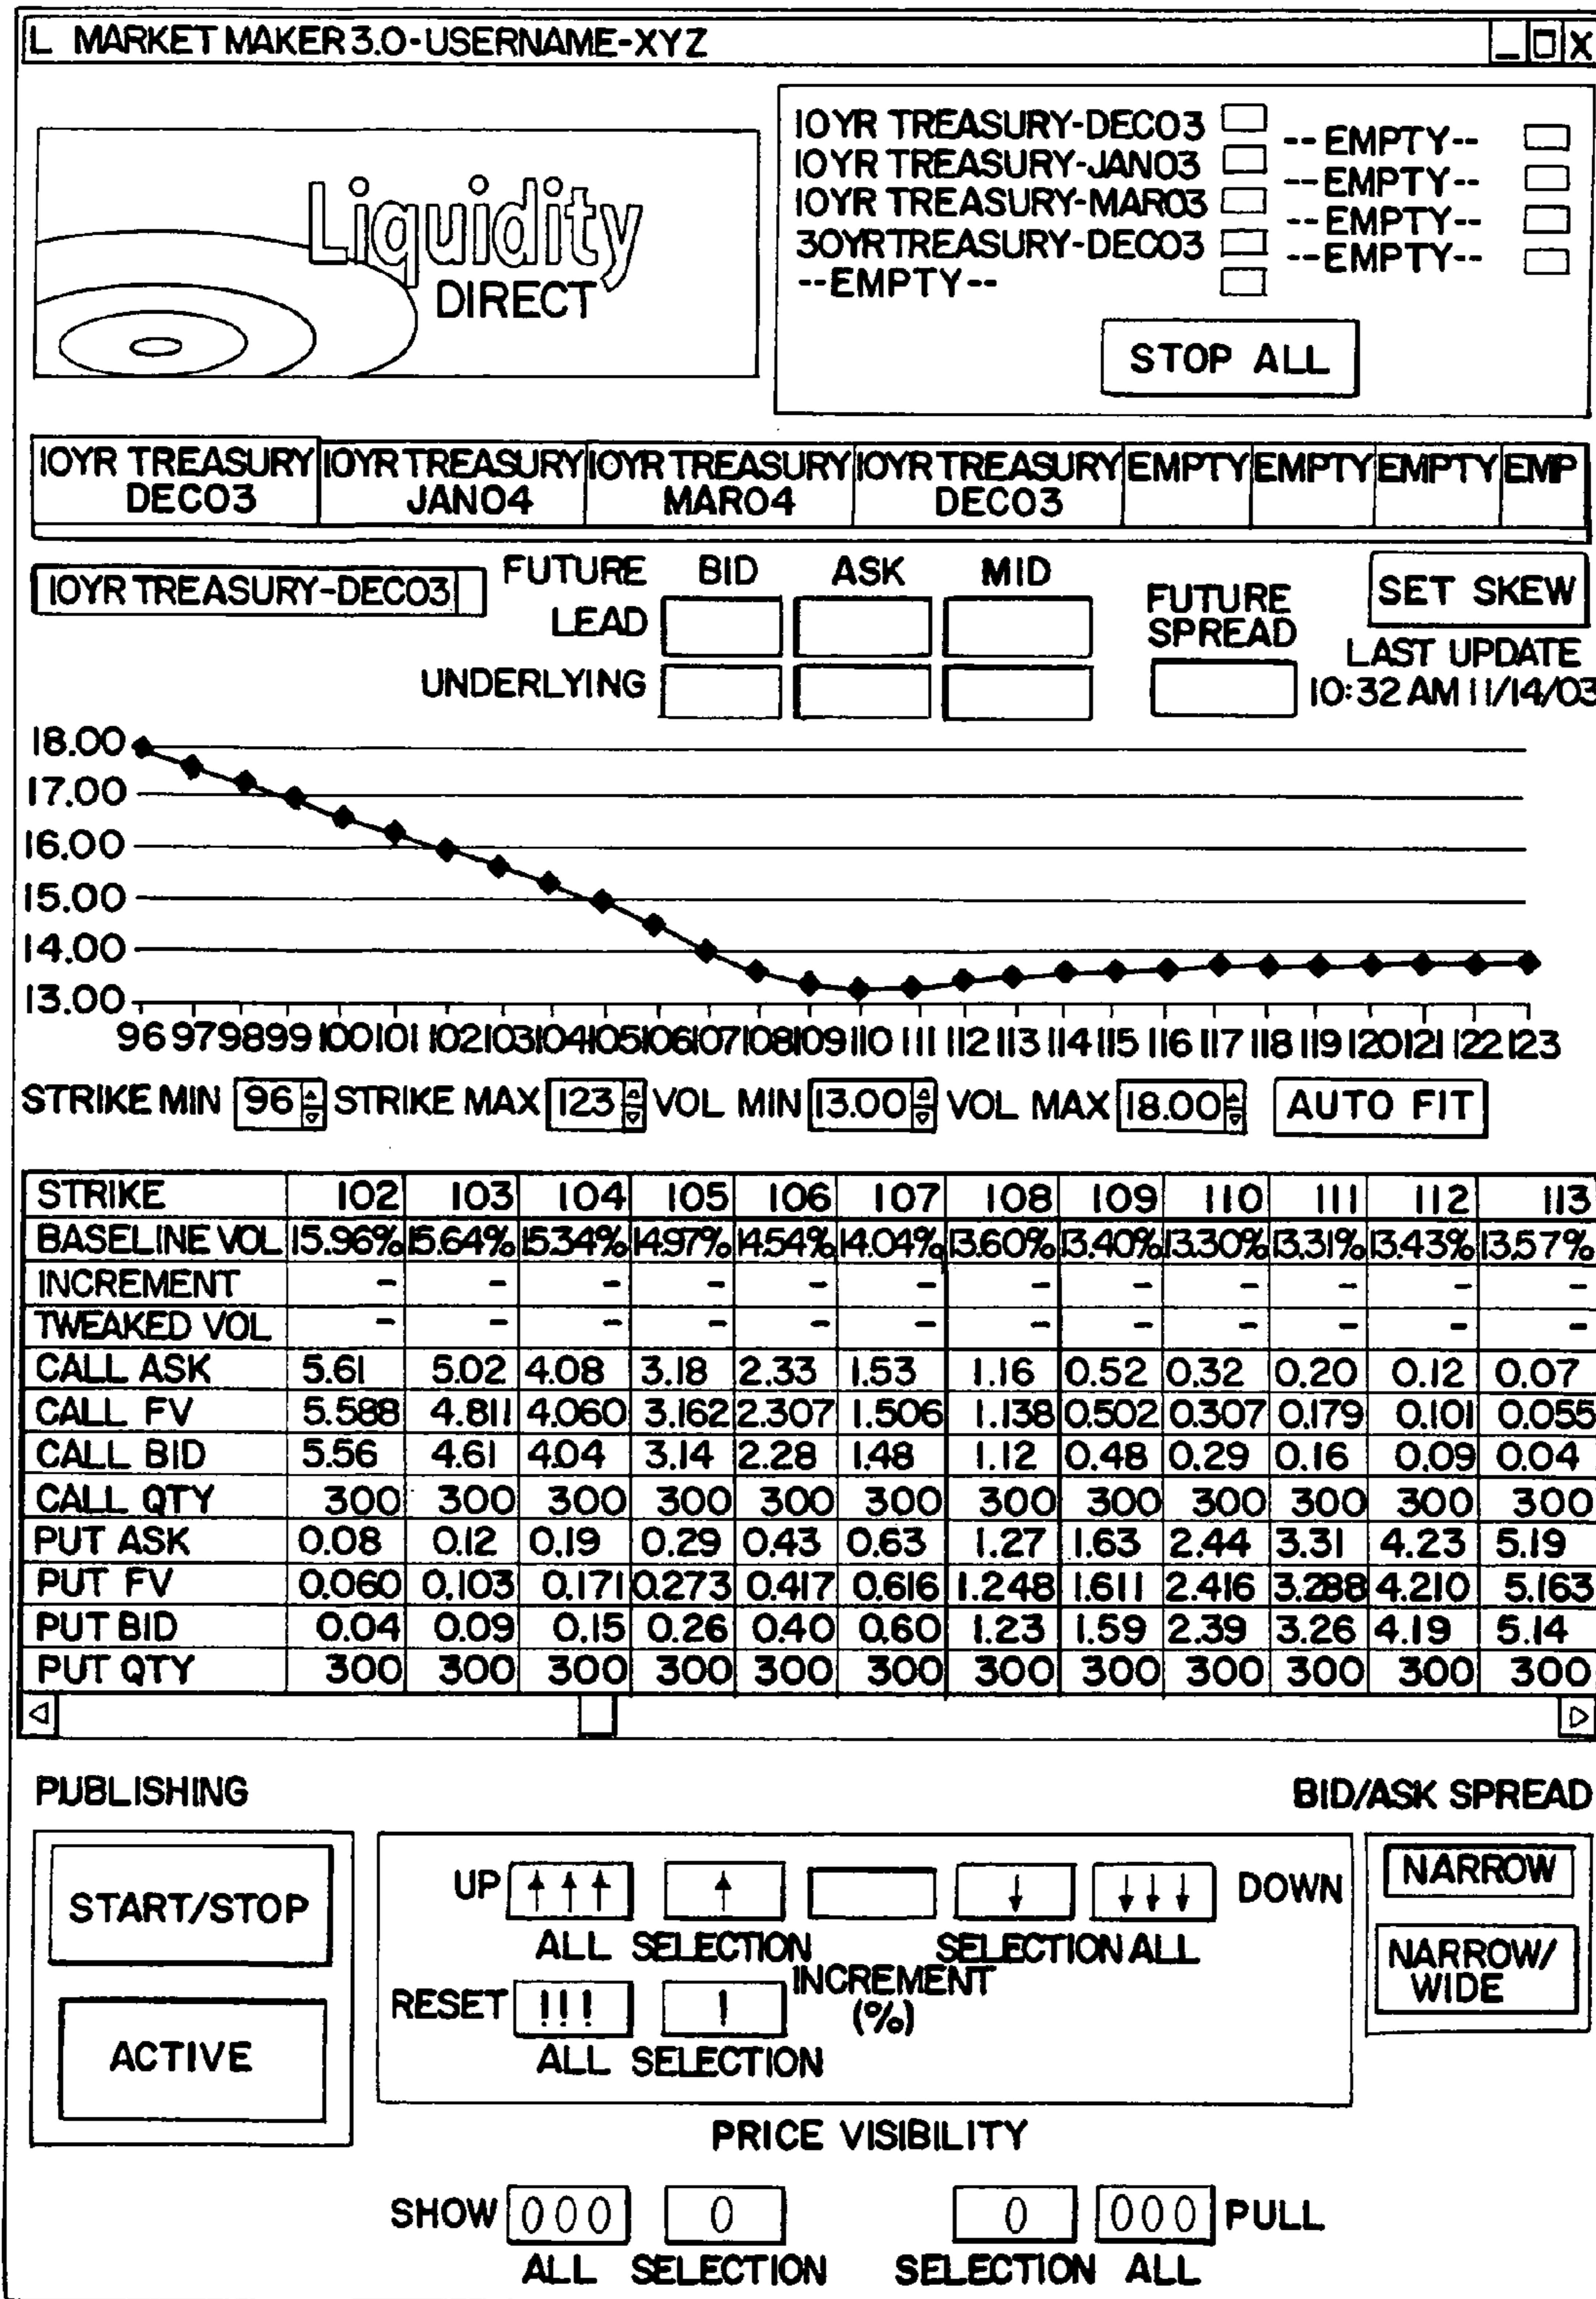 L MARKET MAKER 3.0-USERNAME-XYZ
Liquidity
DIRECT
10YR TREASURY-DEC03 --EMPTY--
10YR TREASURY-JAN03 --EMPTY--
10YR TREASURY-MAR03 --EMPTY--
30YR TREASURY-DEC03 --EMPTY--
--EMPTY--
STOP ALL
10YR TREASURY 10YR TREASURY 10YR TREASURY 10YR TREASURY EMPTY EMPTY EMPTY EMP
DEC03 JAN04 MAR04 DEC03
10YR TREASURY-DEC03 FUTURE BID ASK MID
LEAD
UNDERLYING
FUTURE
SPREAD
SET SKEW
LAST UPDATE
10:32 AM 11/14/03
18.00
17.00
16.00
15.00
14.00
13.00
96 97 98 99 100 101 102 103 104 105 106 107 108 109 110 111 112 113 114 115 116 117 118 119 120 121 122 123
STRIKE MIN 96 STRIKE MAX 123 VOL MIN 13.00 VOL MAX 18.00 AUTO FIT
STRIKE 102 103 104 105 106 107 108 109 110 111 112 113
BASELINE VOL 15.96% 15.64% 15.34% 14.97% 14.54% 14.04% 13.60% 13.40% 13.30% 13.31% 13.43% 13.57%
INCREMENT - - - - - - - - - - - -
TWEAKED VOL - - - - - - - - - - - -
CALL ASK 5.61 5.02 4.08 3.18 2.33 1.53 1.16 0.52 0.32 0.20 0.12 0.07
CALL FV 5.588 4.811 4.060 3.162 2.307 1.506 1.138 0.502 0.307 0.179 0.101 0.055
CALL BID 5.56 4.61 4.04 3.14 2.28 1.48 1.12 0.48 0.29 0.16 0.09 0.04
CALL QTY 300 300 300 300 300 300 300 300 300 300 300 300
PUT ASK 0.08 0.12 0.19 0.29 0.43 0.63 1.27 1.63 2.44 3.31 4.23 5.19
PUT FV 0.060 0.103 0.171 0.273 0.417 0.616 1.248 1.611 2.416 3.288 4.210 5.163
PUT BID 0.04 0.09 0.15 0.26 0.40 0.60 1.23 1.59 2.39 3.26 4.19 5.14
PUT QTY 300 300 300 300 300 300 300 300 300 300 300 300
PUBLISHING
START/STOP
ACTIVE
UP ↑↑↑ ↑ ↓ ↓↓↓ DOWN
ALL SELECTION SELECTION ALL
INCREMENT
(%)
RESET !!! !
ALL SELECTION
BID/ASK SPREAD
NARROW
NARROW/
WIDE
PRICE VISIBILITY
SHOW 000 0 0 000 PULL
ALL SELECTION SELECTION ALL